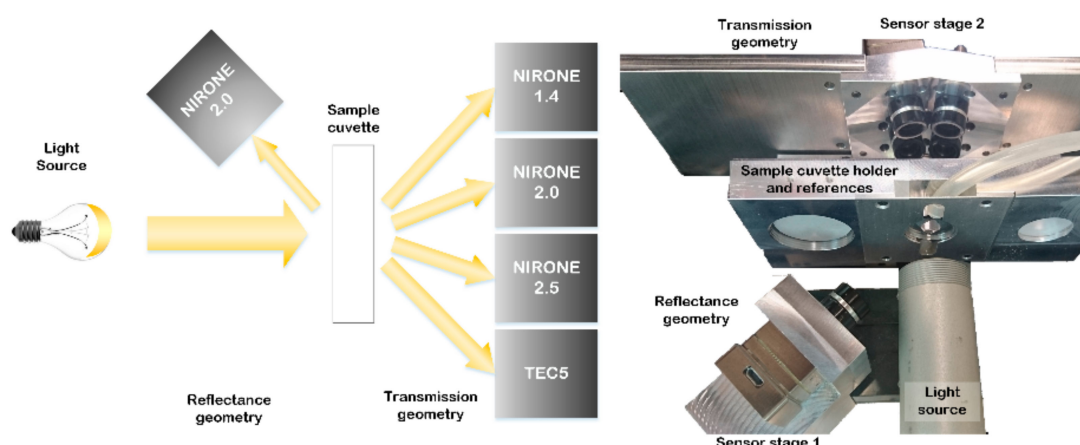 Light
Source
NIRONE
2.0
Sample
cuvette
NIRONE
1.4
NIRONE
2.0
NIRONE
2.5
TEC5
Reflectance
geometry
Transmission
geometry
Transmission
geometry
Sensor stage 2
Sample cuvette holder
and references
Reflectance
geometry
Light
source
Sensor stage 1